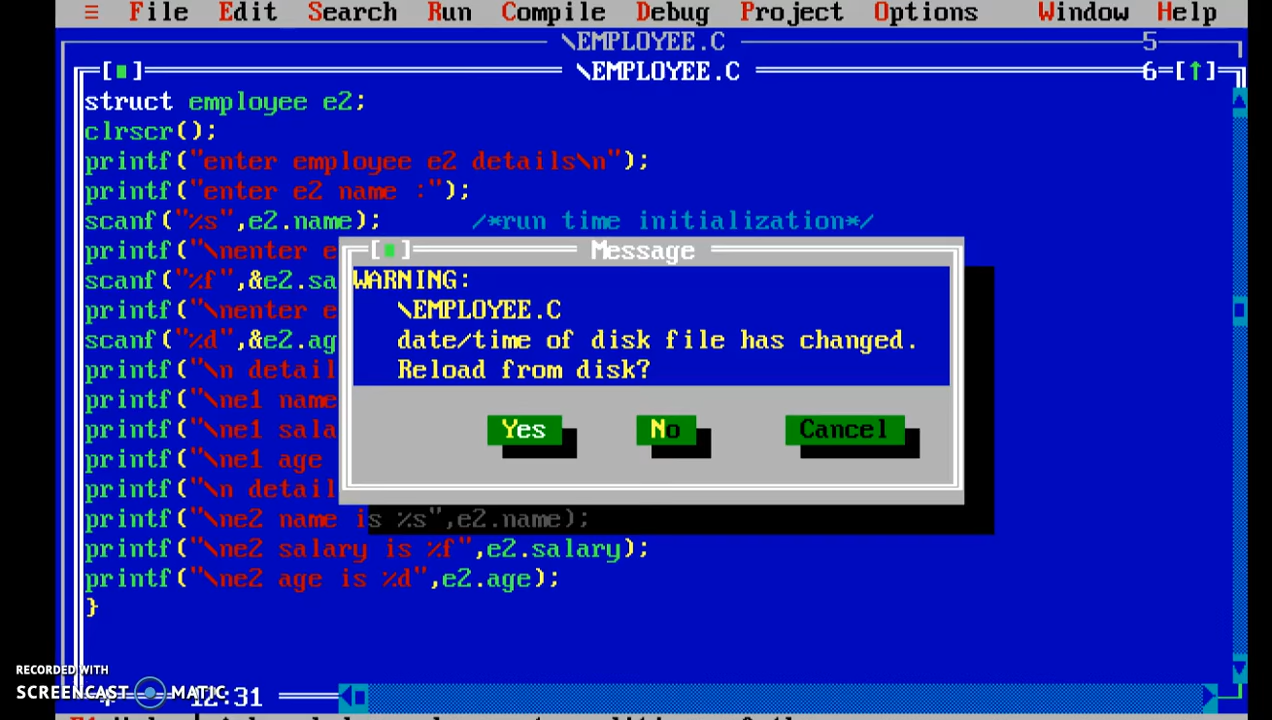 ≡ File Edit Search Run Compile Debug Project Options Window Help
\EMPLOYEE.C 5
[■] \EMPLOYEE.C 6=[↑]
struct employee e2;
clrscr();
printf("enter employee e2 details\n");
printf("enter e2 name :");
scanf("%s",e2.name); /*run time initialization*/
printf("\nenter e
scanf("%f",&e2.sa
printf("\nenter e
scanf("%d",&e2.ag
printf("\n detail
printf("\ne1 name
printf("\ne1 sala
printf("\ne1 age
printf("\n detail
printf("\ne2 name is %s",e2.name);
printf("\ne2 salary is %f",e2.salary);
printf("\ne2 age is %d",e2.age);
}
[■] Message
WARNING:
\EMPLOYEE.C
date/time of disk file has changed.
Reload from disk?
Yes No Cancel
RECORDED WITH
SCREENCAST MATIC
12:31